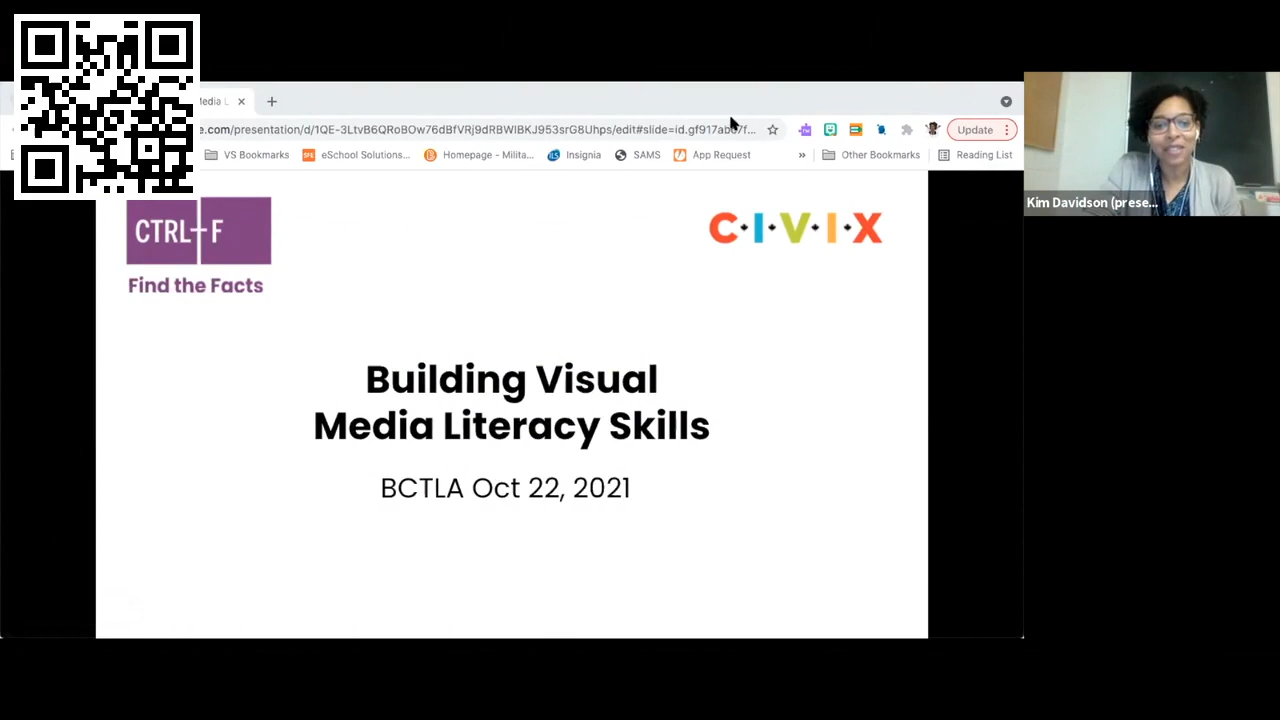 Media L
e.com/presentation/d/1QE-3LtvB6QRoBOw76dBfVRj9dRBWIBKJ953srG8Uhps/edit#slide=id.gf917ab
Update
VS Bookmarks
eSchool Solutions...
Homepage - Milita...
Insignia
SAMS
App Request
»
Other Bookmarks
Reading List
Kim Davidson (prese...
CTRL+F
C·I·V·I·X
Find the Facts
Building Visual
Media Literacy Skills
BCTLA Oct 22, 2021